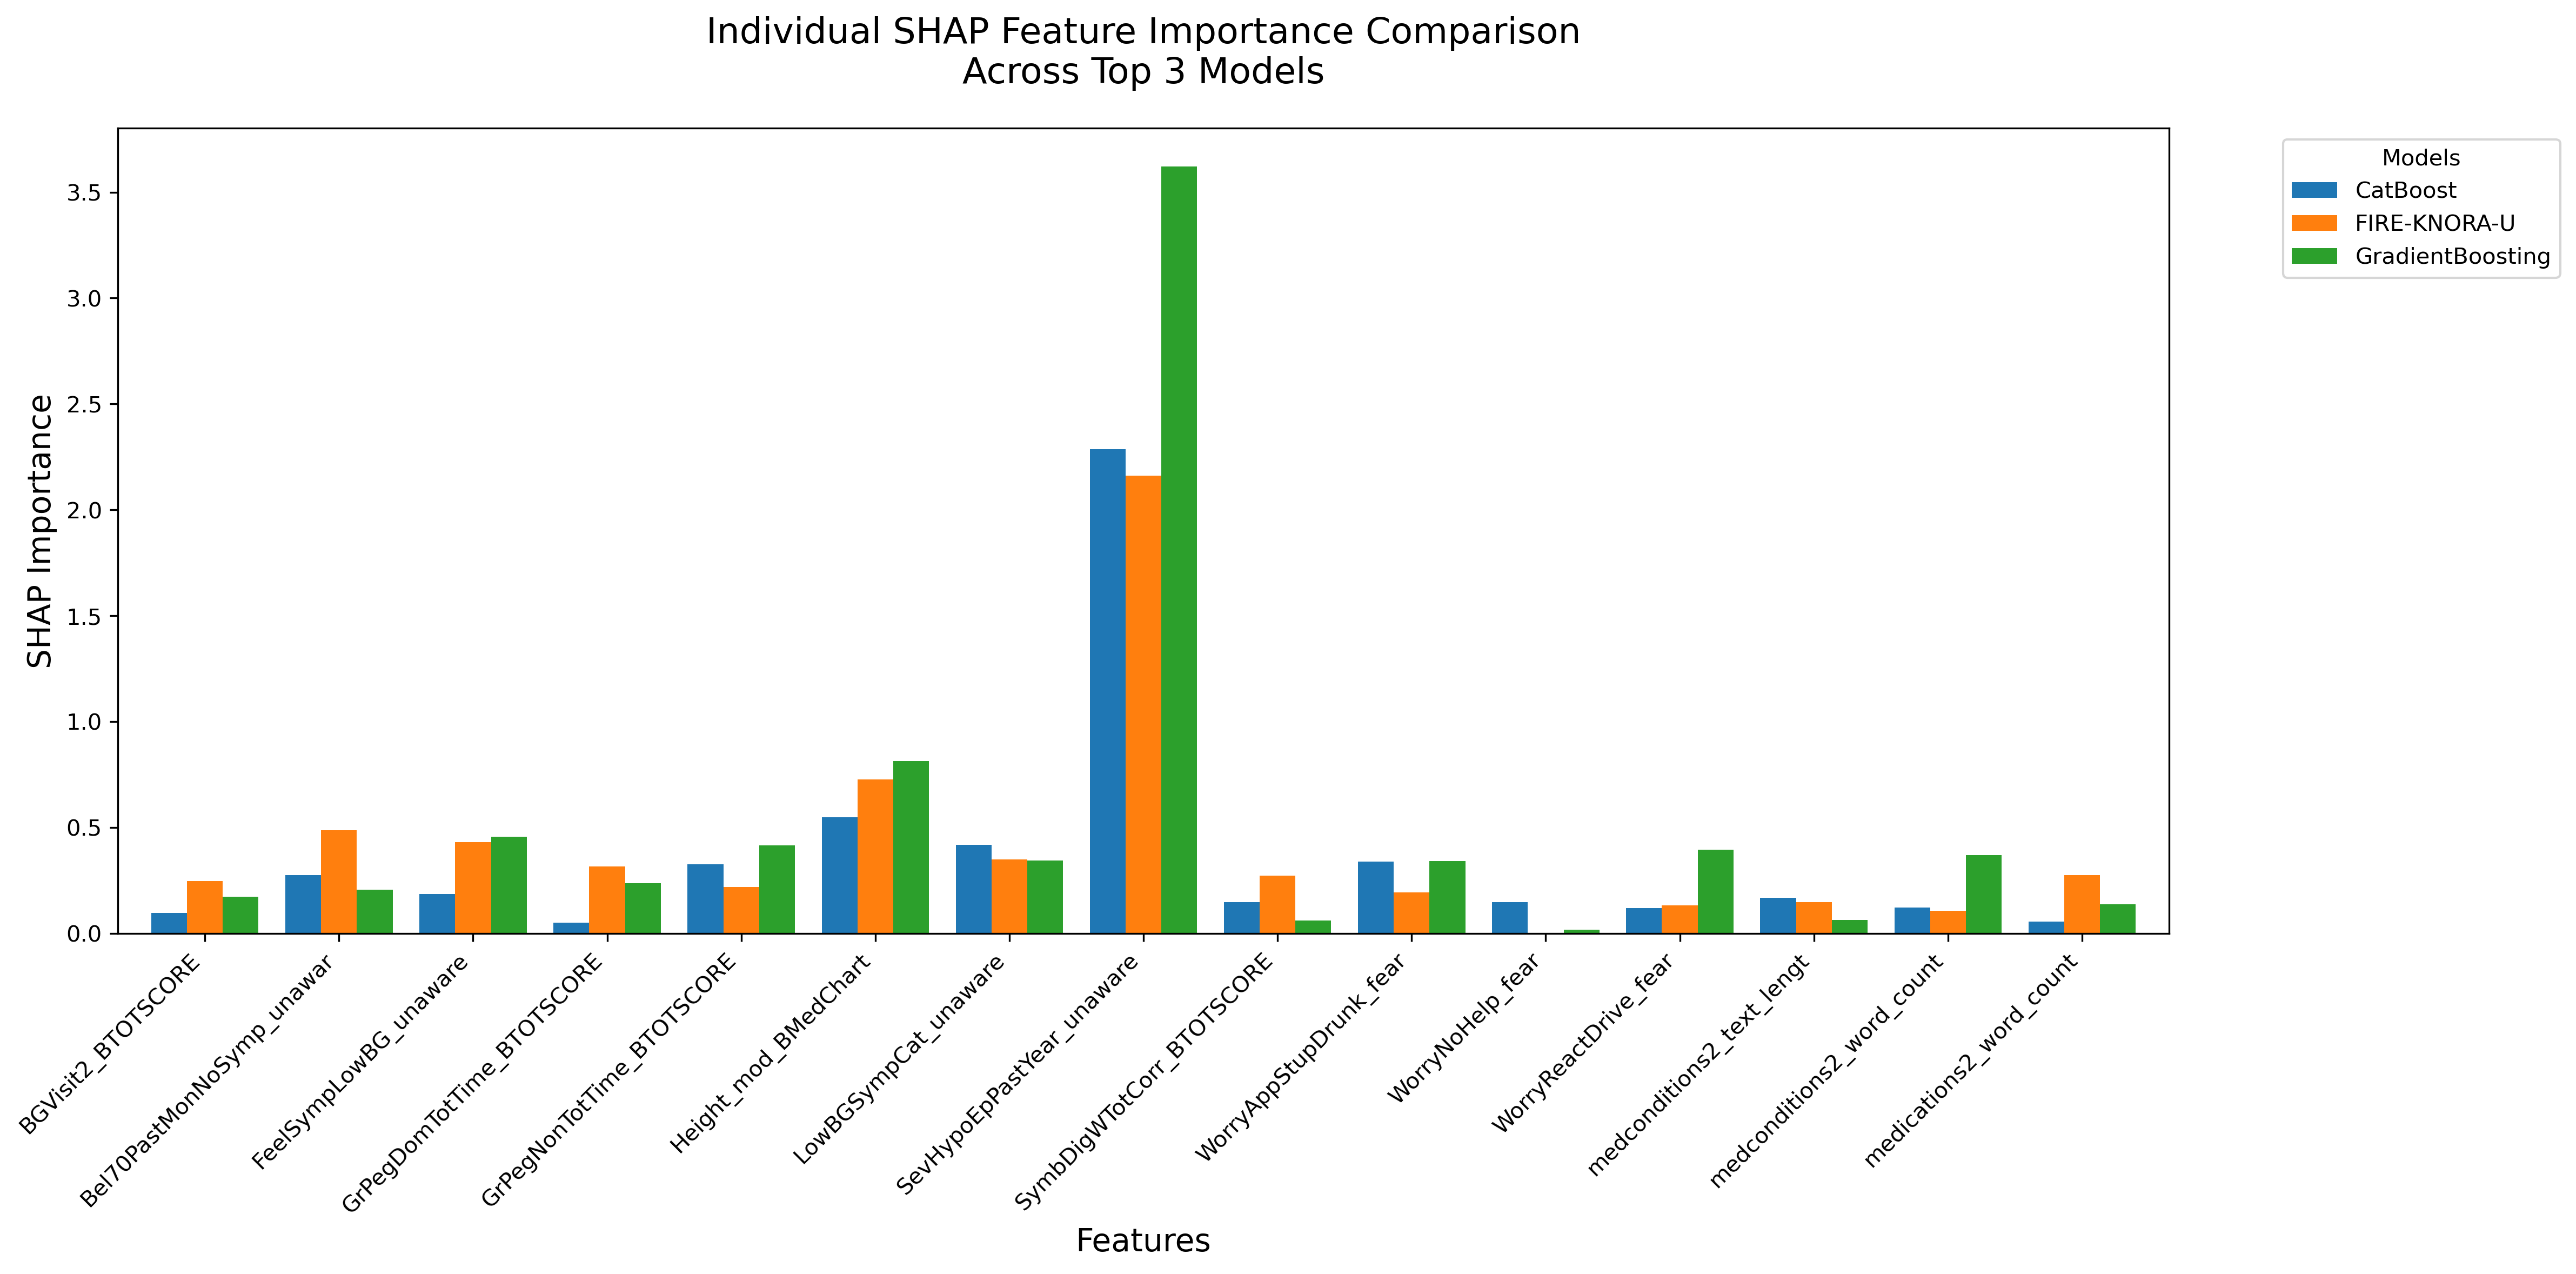 Individual SHAP Feature Importance Comparison
Across Top 3 Models
Models
CatBoost
FIRE-KNORA-U
GradientBoosting
SHAP Importance
3.5
3.0
2.5
2.0
1.5
1.0
0.5
0.0
BGVisit2_BTOTSCORE
Bel70PastMonNoSymp_unawar
FeelSympLowBG_unaware
GrPegDomTotTime_BTOTSCORE
GrPegNonTotTime_BTOTSCORE
Height_mod_BMedChart
LowBGSympCat_unaware
SevHypoEpPastYear_unaware
SymbDigWTotCorr_BTOTSCORE
WorryAppStupDrunk_fear
WorryNoHelp_fear
WorryReactDrive_fear
medconditions2_text_lengt
medconditions2_word_count
medications2_word_count
Features